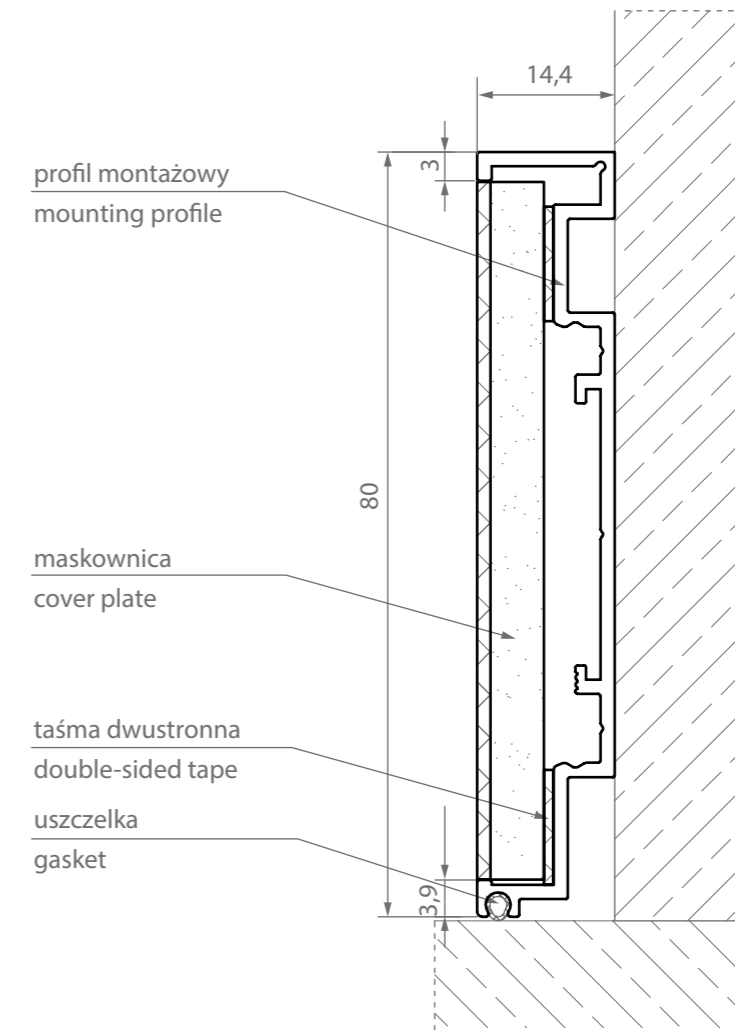 14,4
3
profil montażowy
mounting profile
80
maskownica
cover plate
taśma dwustronna
double-sided tape
uszczelka
gasket
3,9